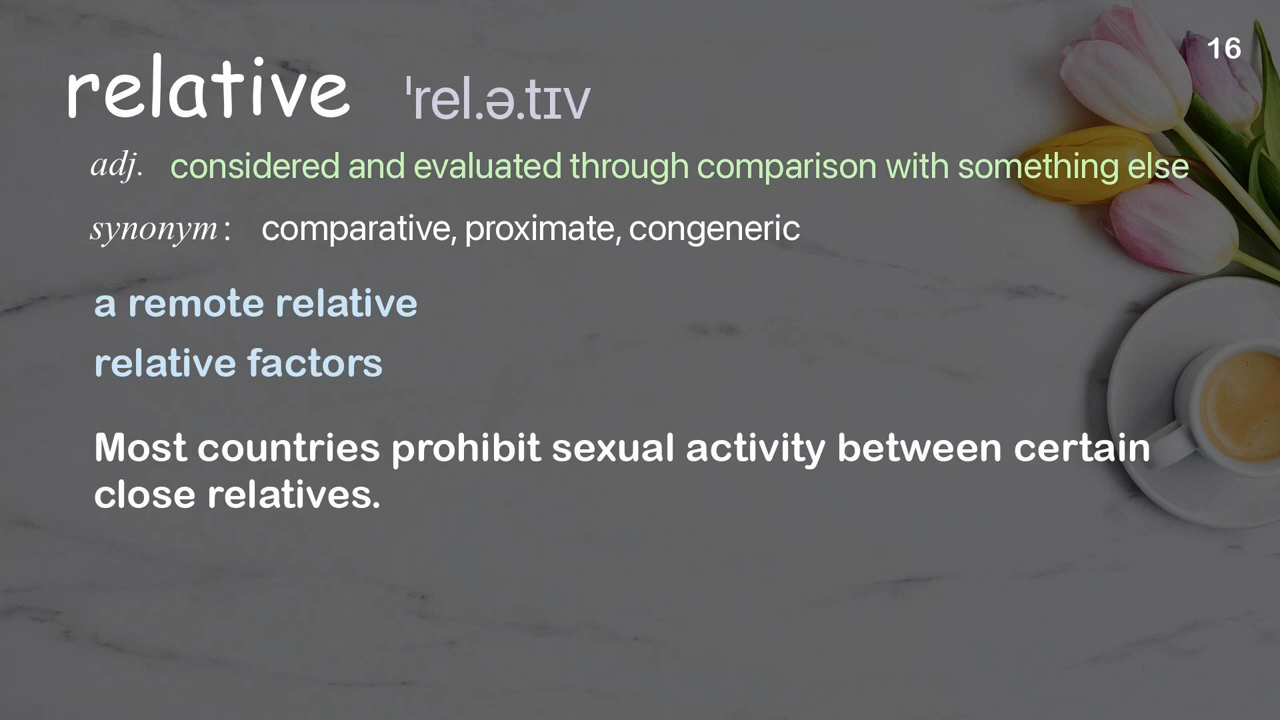 16
relative ˈrel.ə.tɪv
adj. considered and evaluated through comparison with something else
synonym: comparative, proximate, congeneric
a remote relative
relative factors
Most countries prohibit sexual activity between certain
close relatives.